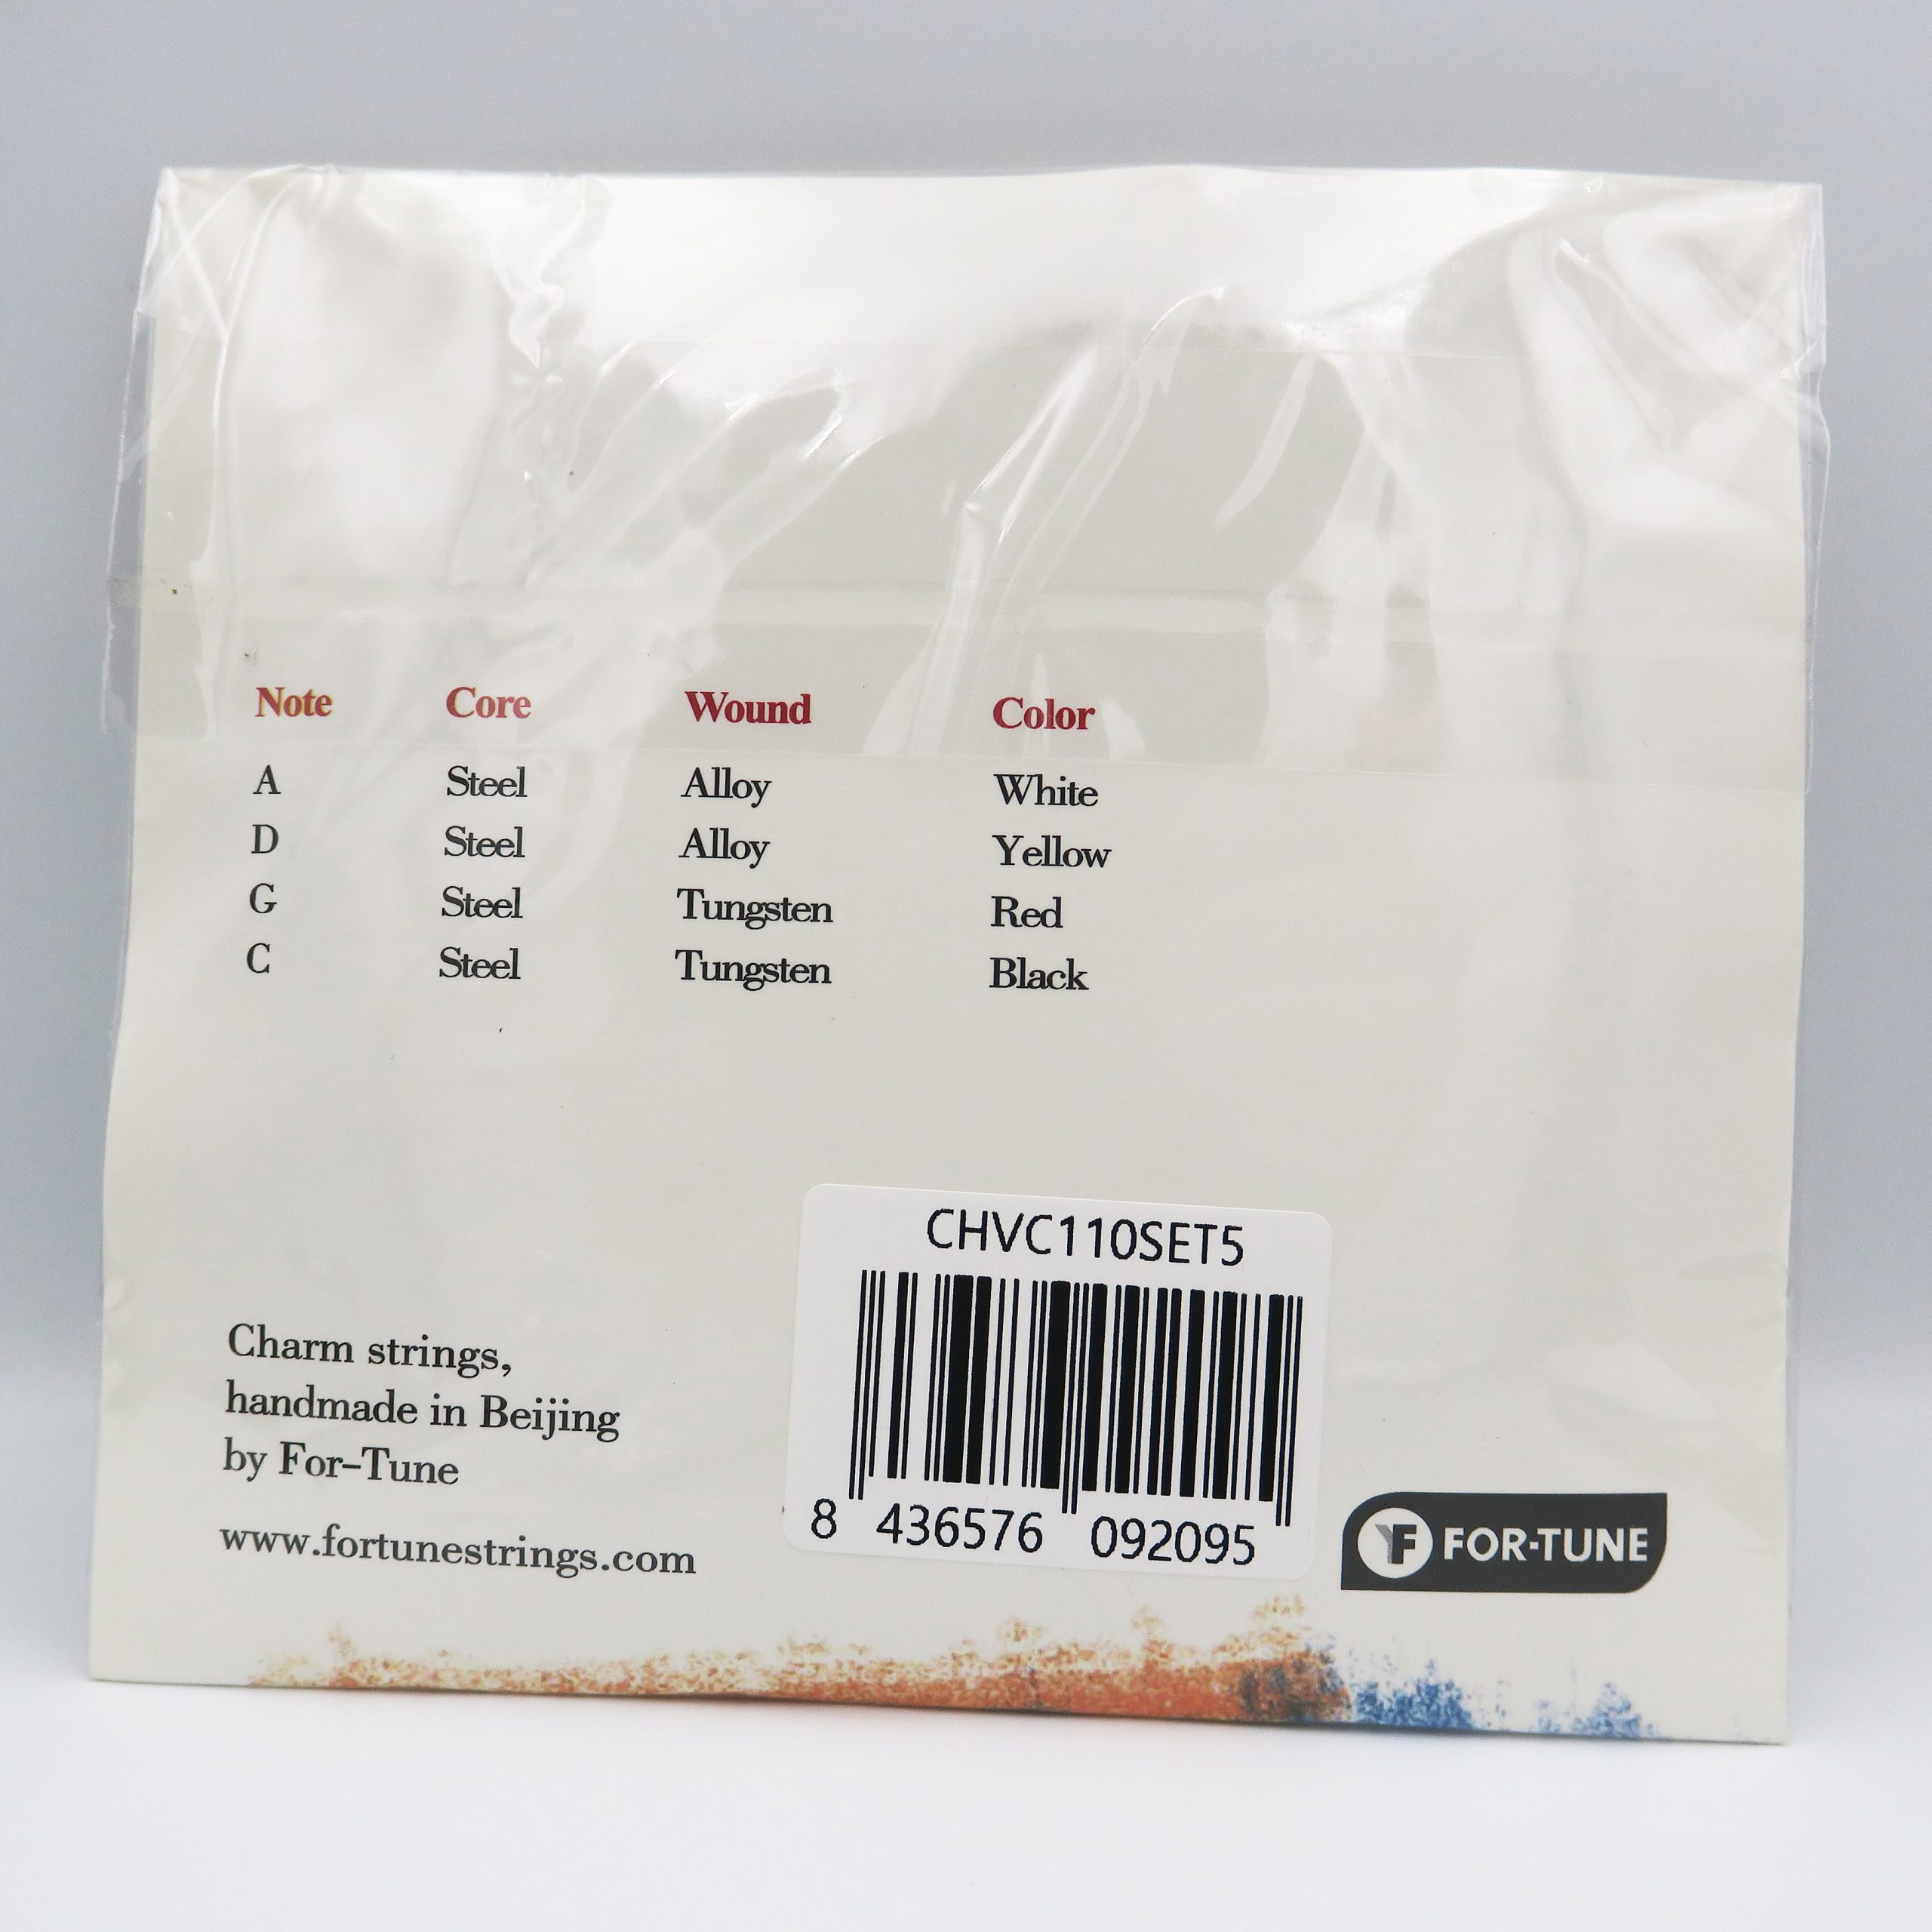 Note Core Wound Color
A Steel Alloy White
D Steel Alloy Yellow
G Steel Tungsten Red
C Steel Tungsten Black
CHVC110SET5
8 436576 092095
Charm strings,
handmade in Beijing
by For-Tune
www.fortunestrings.com
YF FOR-TUNE